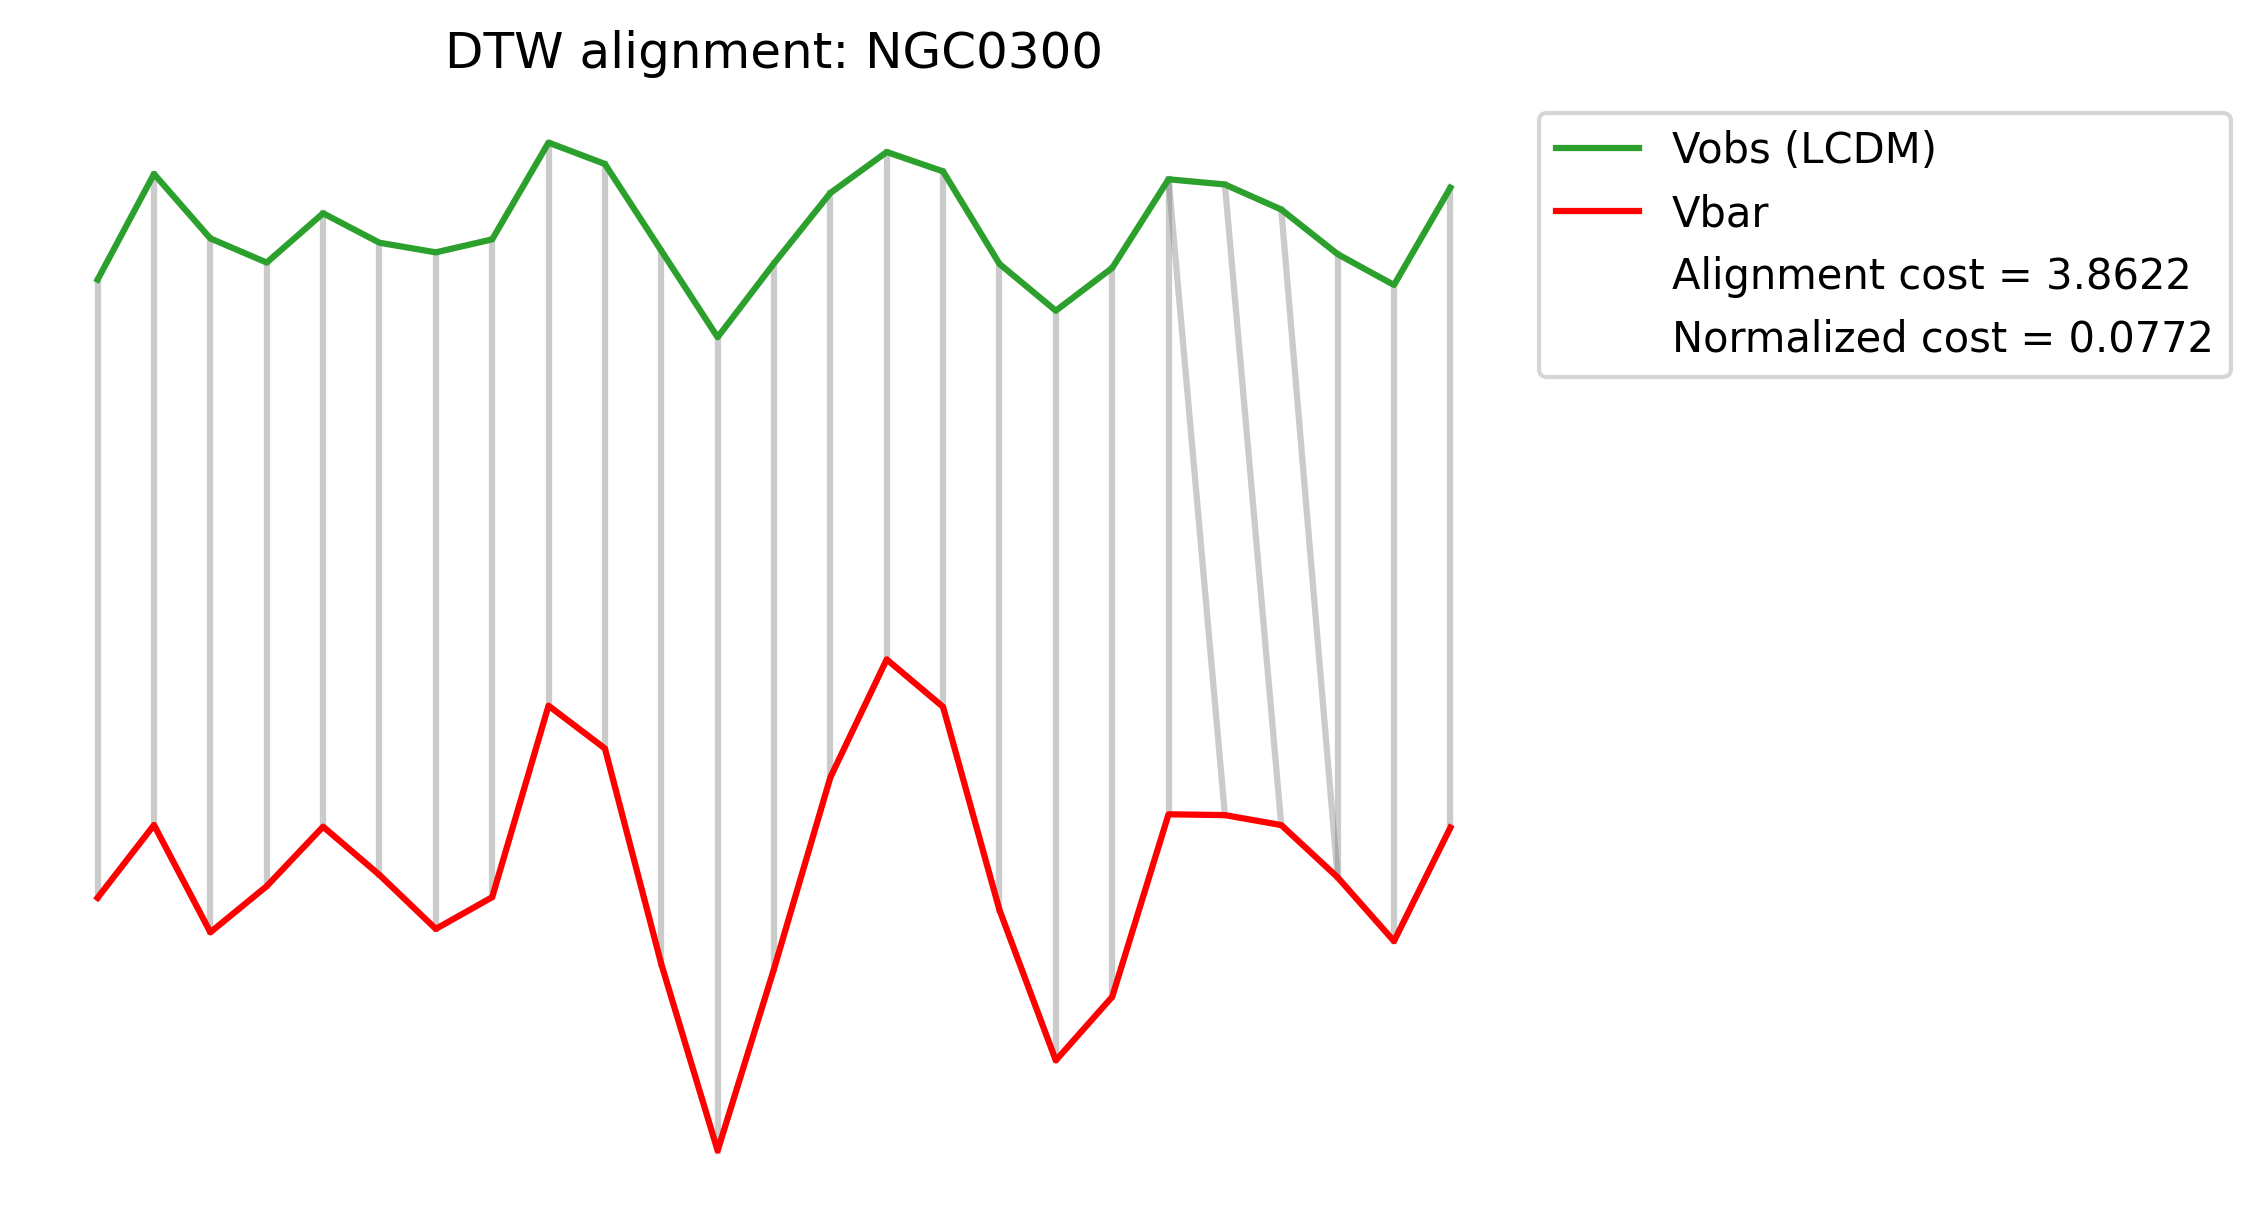 DTW alignment: NGC0300
Vobs (LCDM)
Vbar
Alignment cost = 3.8622
Normalized cost = 0.0772